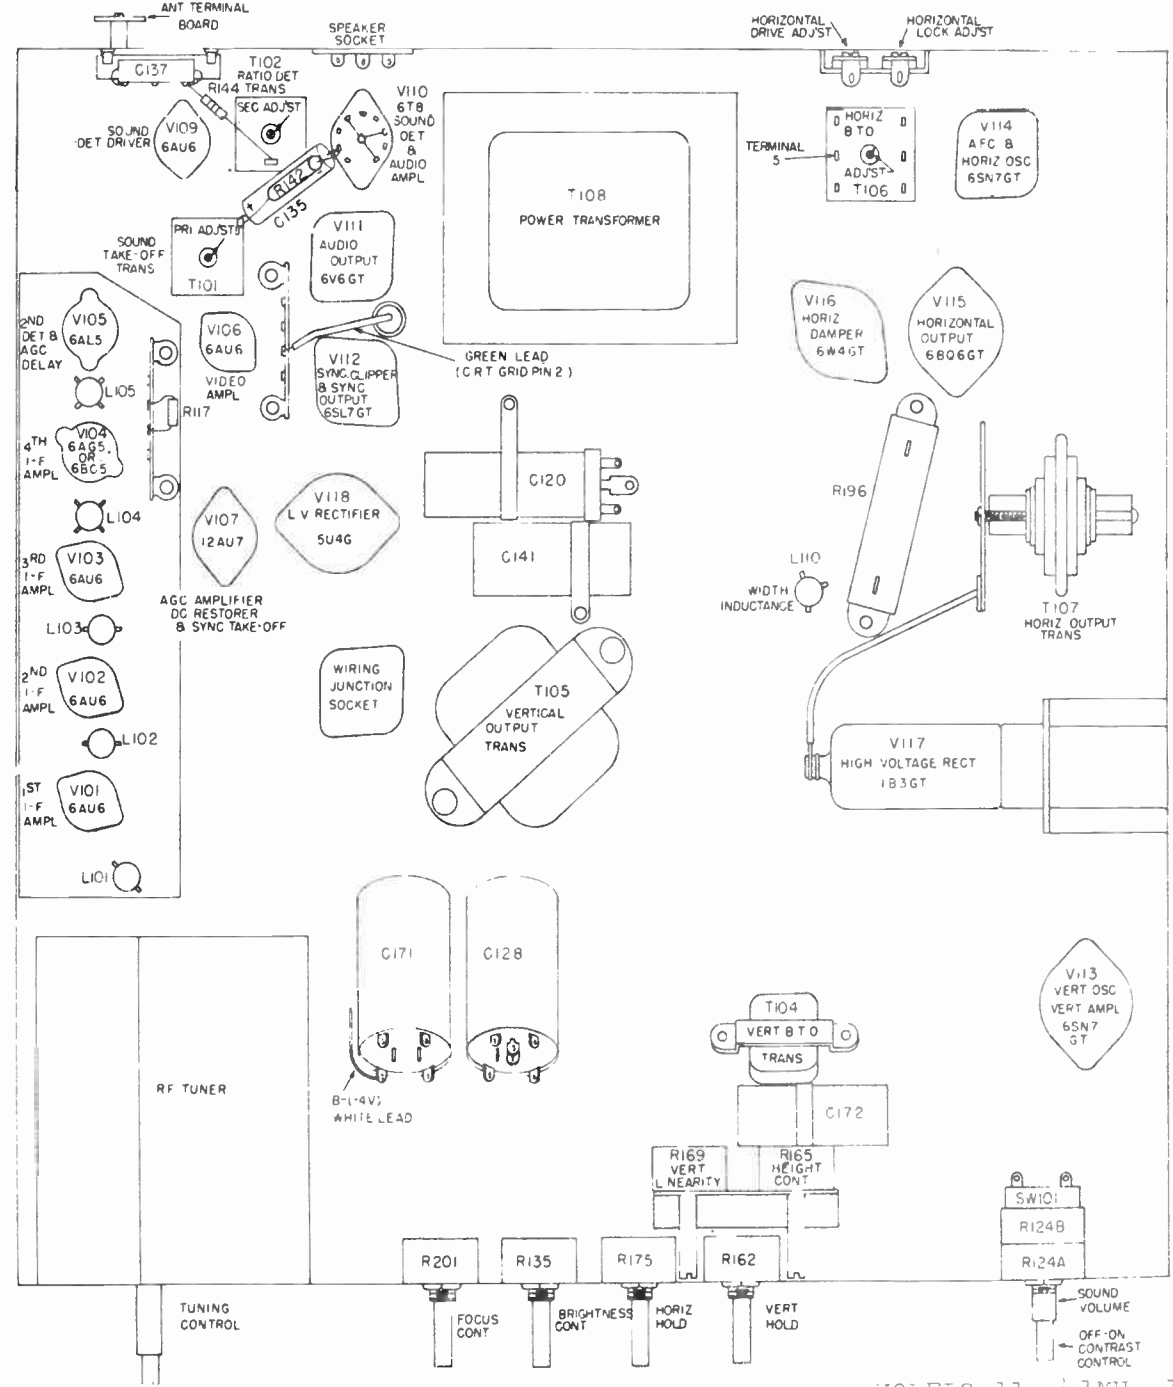 ANT TERMINAL
BOARD
SPEAKER
SOCKET
HORIZONTAL
DRIVE ADJ'ST
HORIZONTAL
LOCK ADJ'ST
C137
T102
RATIO DET
TRANS
R144
SEC ADJ'ST
V110
6T8
SOUND
DET
&
AUDIO
AMPL
SOUND
DET DRIVER
V109
6AU6
R142
C135
T108
POWER TRANSFORMER
HORIZ
BTO
TERMINAL
5
ADJST
T106
V114
AFC &
HORIZ OSC
6SN7GT
SOUND
TAKE-OFF
TRANS
PRI ADJ'ST
T101
V111
AUDIO
OUTPUT
6V6GT
2ND
DET &
AGC
DELAY
V105
6AL5
V106
6AU6
VIDEO
AMPL
V112
SYNC. CLIPPER
& SYNC
OUTPUT
6SL7GT
GREEN LEAD
(CRT GRID PIN 2)
V116
HORIZ
DAMPER
6W4GT
V115
HORIZONTAL
OUTPUT
6BQ6GT
L105
R117
4TH
I-F
AMPL
V104
6AG5
OR
6BC5
L104
V107
12AU7
AGC AMPLIFIER
DC RESTORER
& SYNC TAKE-OFF
V118
L V RECTIFIER
5U4G
C120
C141
R196
L110
WIDTH
INDUCTANCE
T107
HORIZ OUTPUT
TRANS
3RD
I-F
AMPL
V103
6AU6
L103
2ND
I-F
AMPL
V102
6AU6
L102
WIRING
JUNCTION
SOCKET
T105
VERTICAL
OUTPUT
TRANS
V117
HIGH VOLTAGE RECT
1B3GT
1ST
I-F
AMPL
V101
6AU6
L101
C171
C128
B-(-4V)
WHITE LEAD
RF TUNER
T104
VERT BTO
TRANS
C172
V113
VERT OSC
VERT AMPL
6SN7
GT
R169
VERT
LINEARITY
R165
HEIGHT
CONT
SW101
R124B
R124A
R201
R135
R175
R162
TUNING
CONTROL
FOCUS
CONT
BRIGHTNESS
CONT
HORIZ
HOLD
VERT
HOLD
SOUND
VOLUME
OFF-ON
CONTRAST
CONTROL